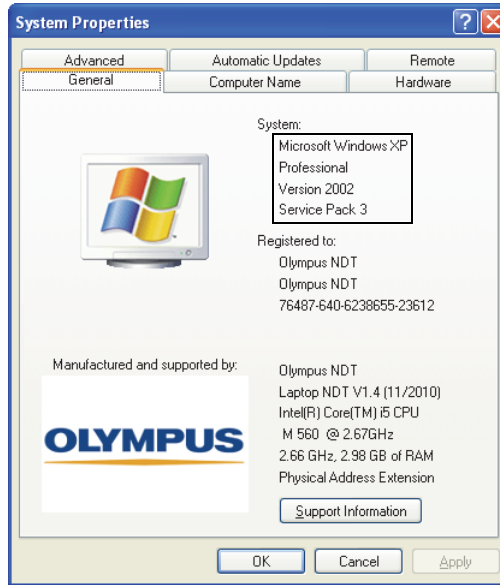 System Properties
Advanced
Automatic Updates
Remote
General
Computer Name
Hardware
System:
Microsoft Windows XP
Professional
Version 2002
Service Pack 3
Registered to:
Olympus NDT
Olympus NDT
76487-640-6238655-23612
Manufactured and supported by:
OLYMPUS
Olympus NDT
Laptop NDT V1.4 (11/2010)
Intel(R) Core(TM) i5 CPU
M 560 @ 2.67GHz
2.66 GHz, 2.98 GB of RAM
Physical Address Extension
Support Information
OK
Cancel
Apply